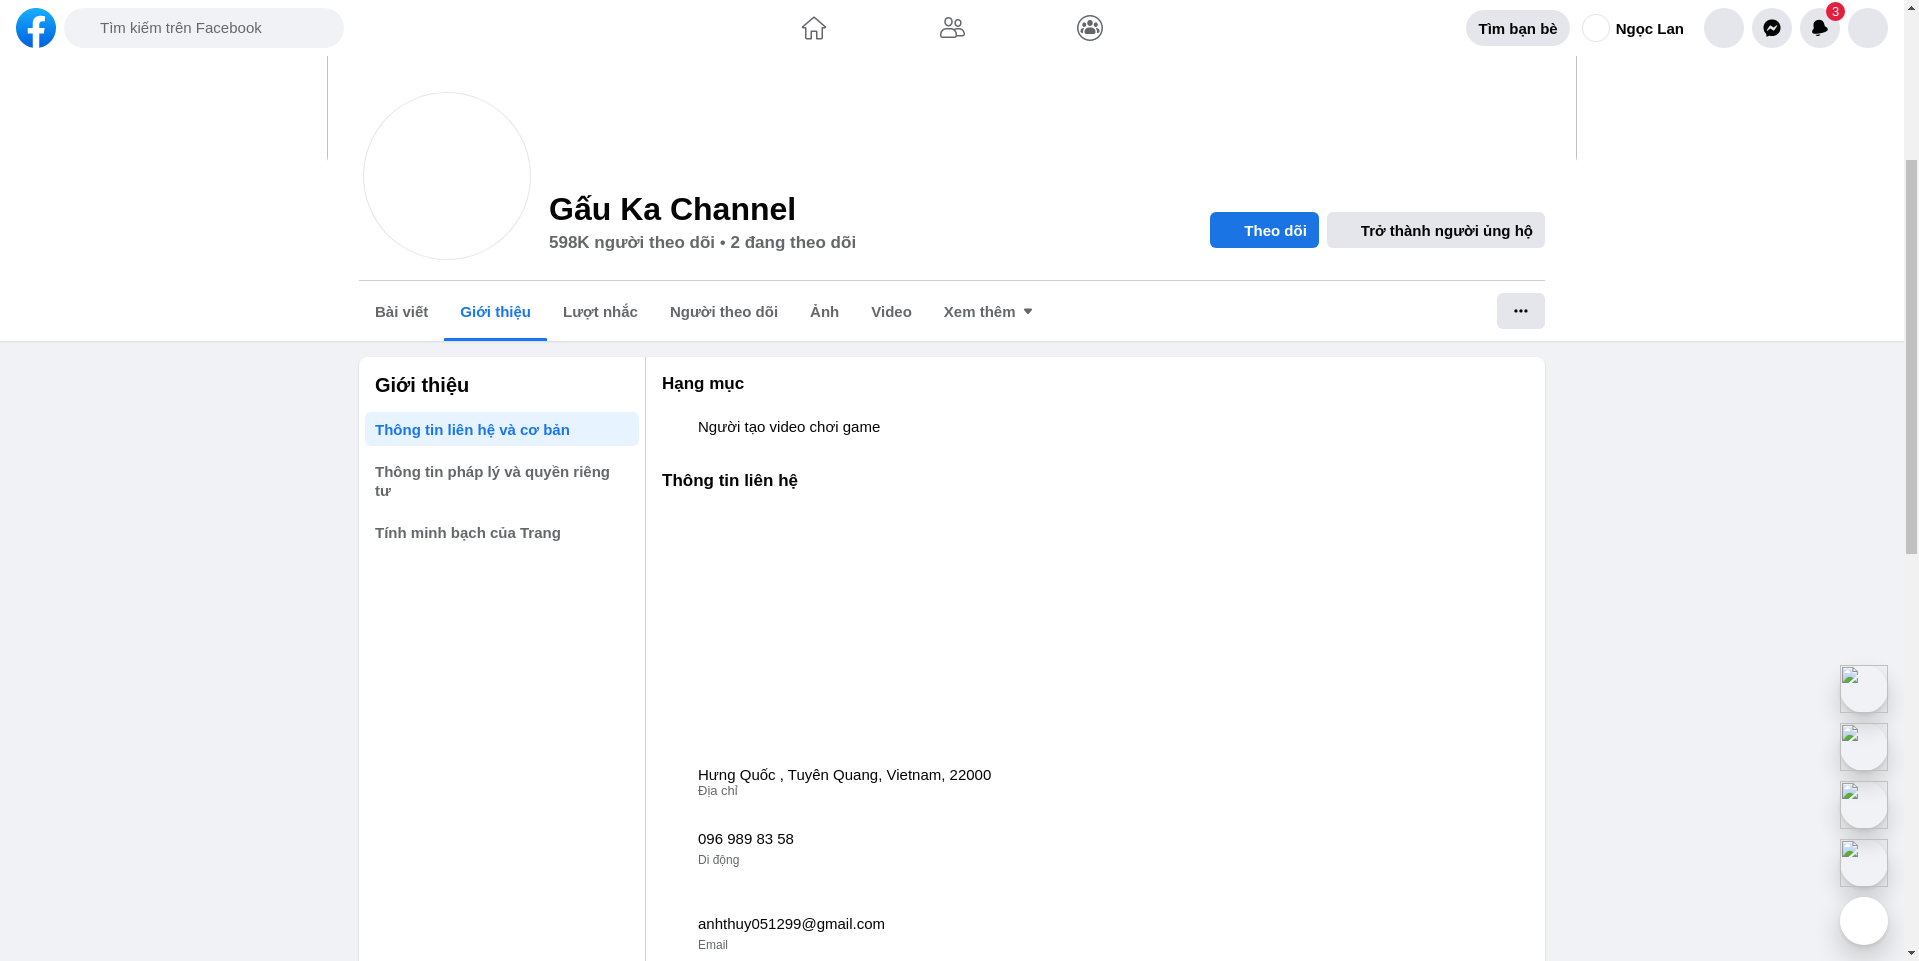 Tìm kiếm trên Facebook
Tìm bạn bè
Ngọc Lan
3
Gấu Ka Channel
598K người theo dõi • 2 đang theo dõi
Theo dõi
Trở thành người ủng hộ
Bài viết
Giới thiệu
Lượt nhắc
Người theo dõi
Ảnh
Video
Xem thêm
Giới thiệu
Thông tin liên hệ và cơ bản
Thông tin pháp lý và quyền riêng
tư
Tính minh bạch của Trang
Hạng mục
Người tạo video chơi game
Thông tin liên hệ
Hưng Quốc , Tuyên Quang, Vietnam, 22000
Địa chỉ
096 989 83 58
Di động
anhthuy051299@gmail.com
Email